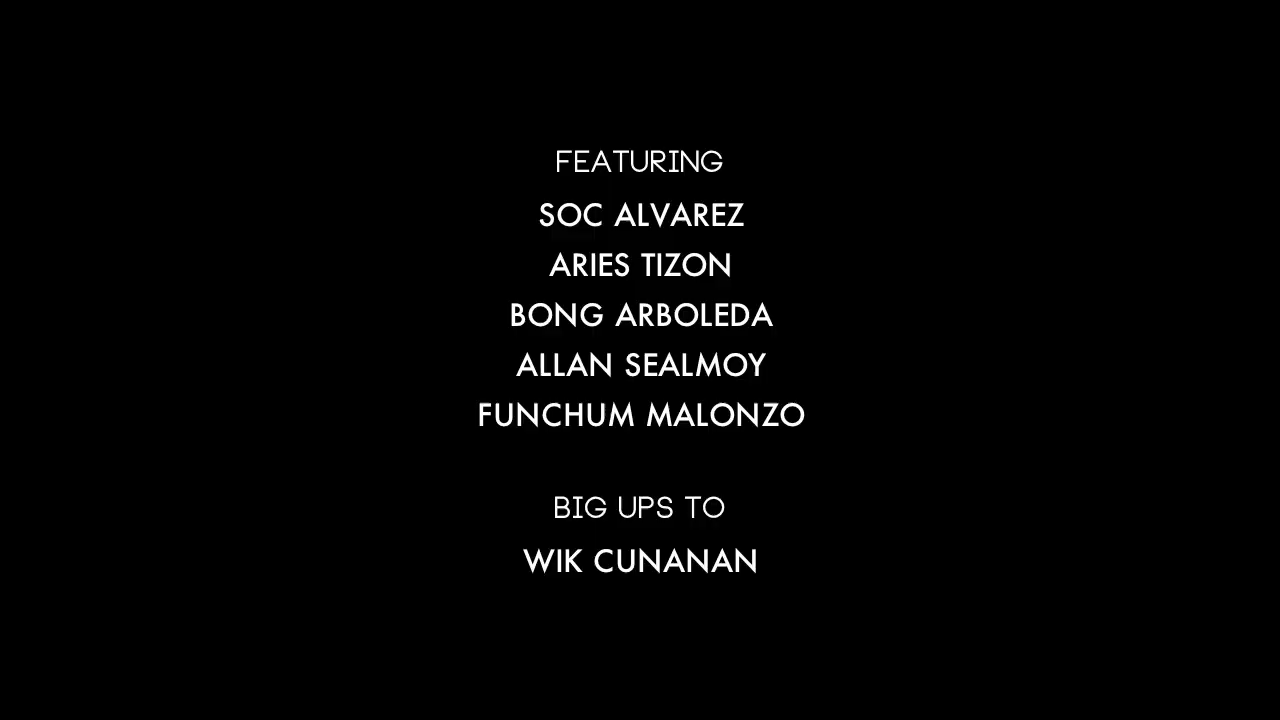 FEATURING
SOC ALVAREZ
ARIES TIZON
BONG ARBOLEDA
ALLAN SEALMOY
FUNCHUM MALONZO
BIG UPS TO
WIK CUNANAN